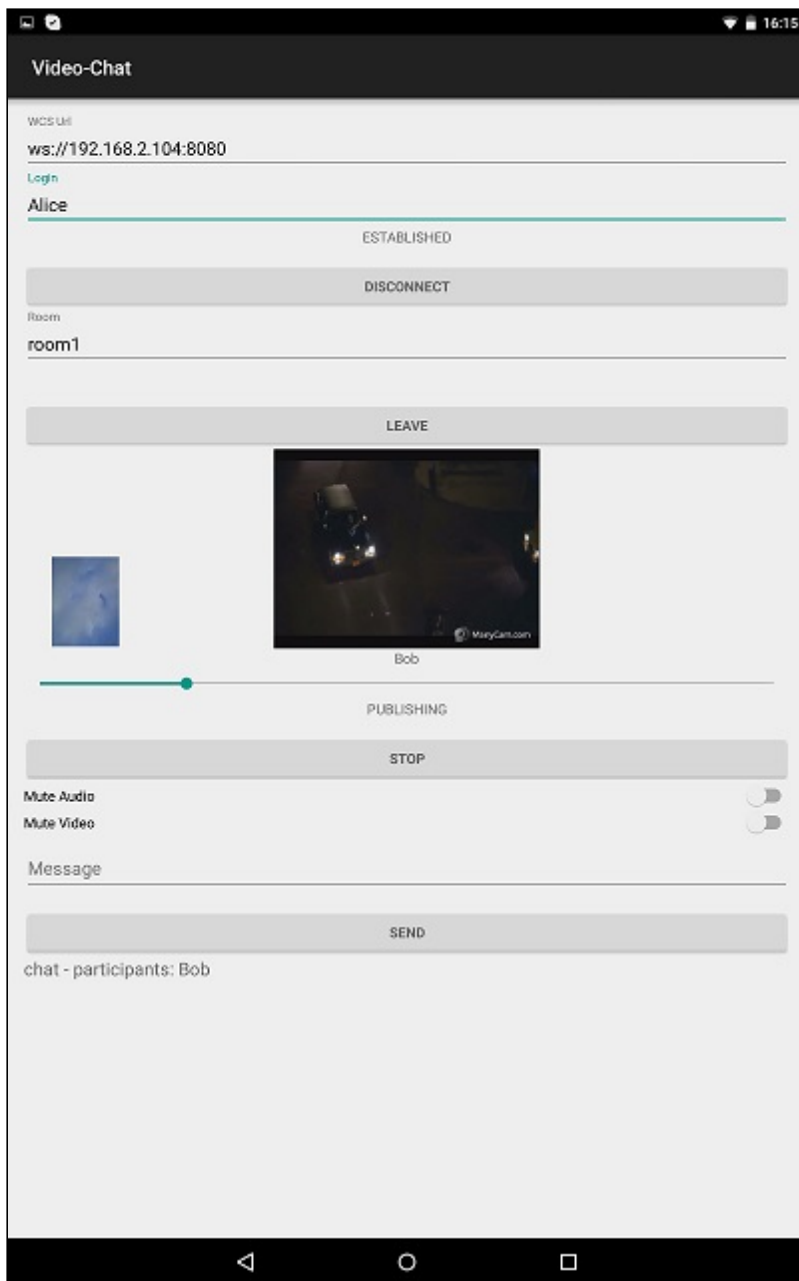 16:15
Video-Chat
WCS Url
ws://192.168.2.104:8080
Login
Alice
ESTABLISHED
DISCONNECT
Room
room1
LEAVE
ManyCam.com
Bob
PUBLISHING
STOP
Mute Audio
Mute Video
Message
SEND
chat - participants: Bob